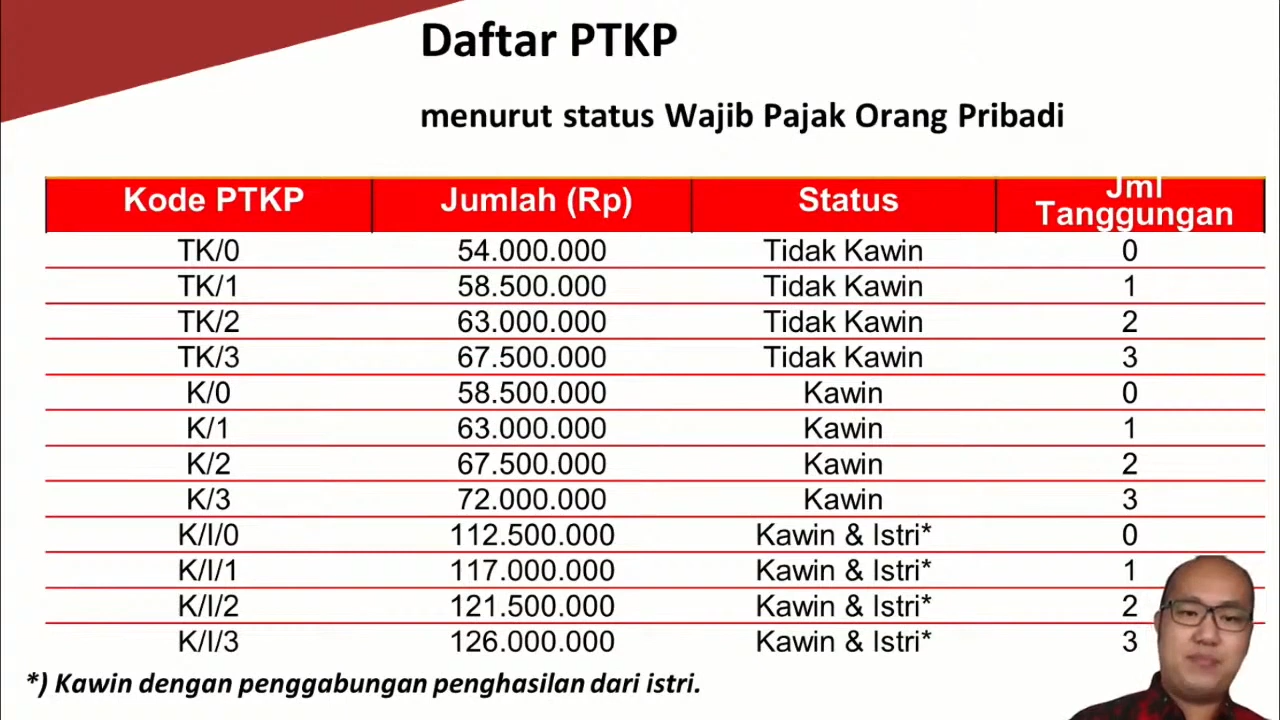 Daftar PTKP
menurut status Wajib Pajak Orang Pribadi
Kode PTKP Jumlah (Rp) Status Jml Tanggungan
TK/0 54.000.000 Tidak Kawin 0
TK/1 58.500.000 Tidak Kawin 1
TK/2 63.000.000 Tidak Kawin 2
TK/3 67.500.000 Tidak Kawin 3
K/0 58.500.000 Kawin 0
K/1 63.000.000 Kawin 1
K/2 67.500.000 Kawin 2
K/3 72.000.000 Kawin 3
K/I/0 112.500.000 Kawin & Istri* 0
K/I/1 117.000.000 Kawin & Istri* 1
K/I/2 121.500.000 Kawin & Istri* 2
K/I/3 126.000.000 Kawin & Istri* 3
*) Kawin dengan penggabungan penghasilan dari istri.